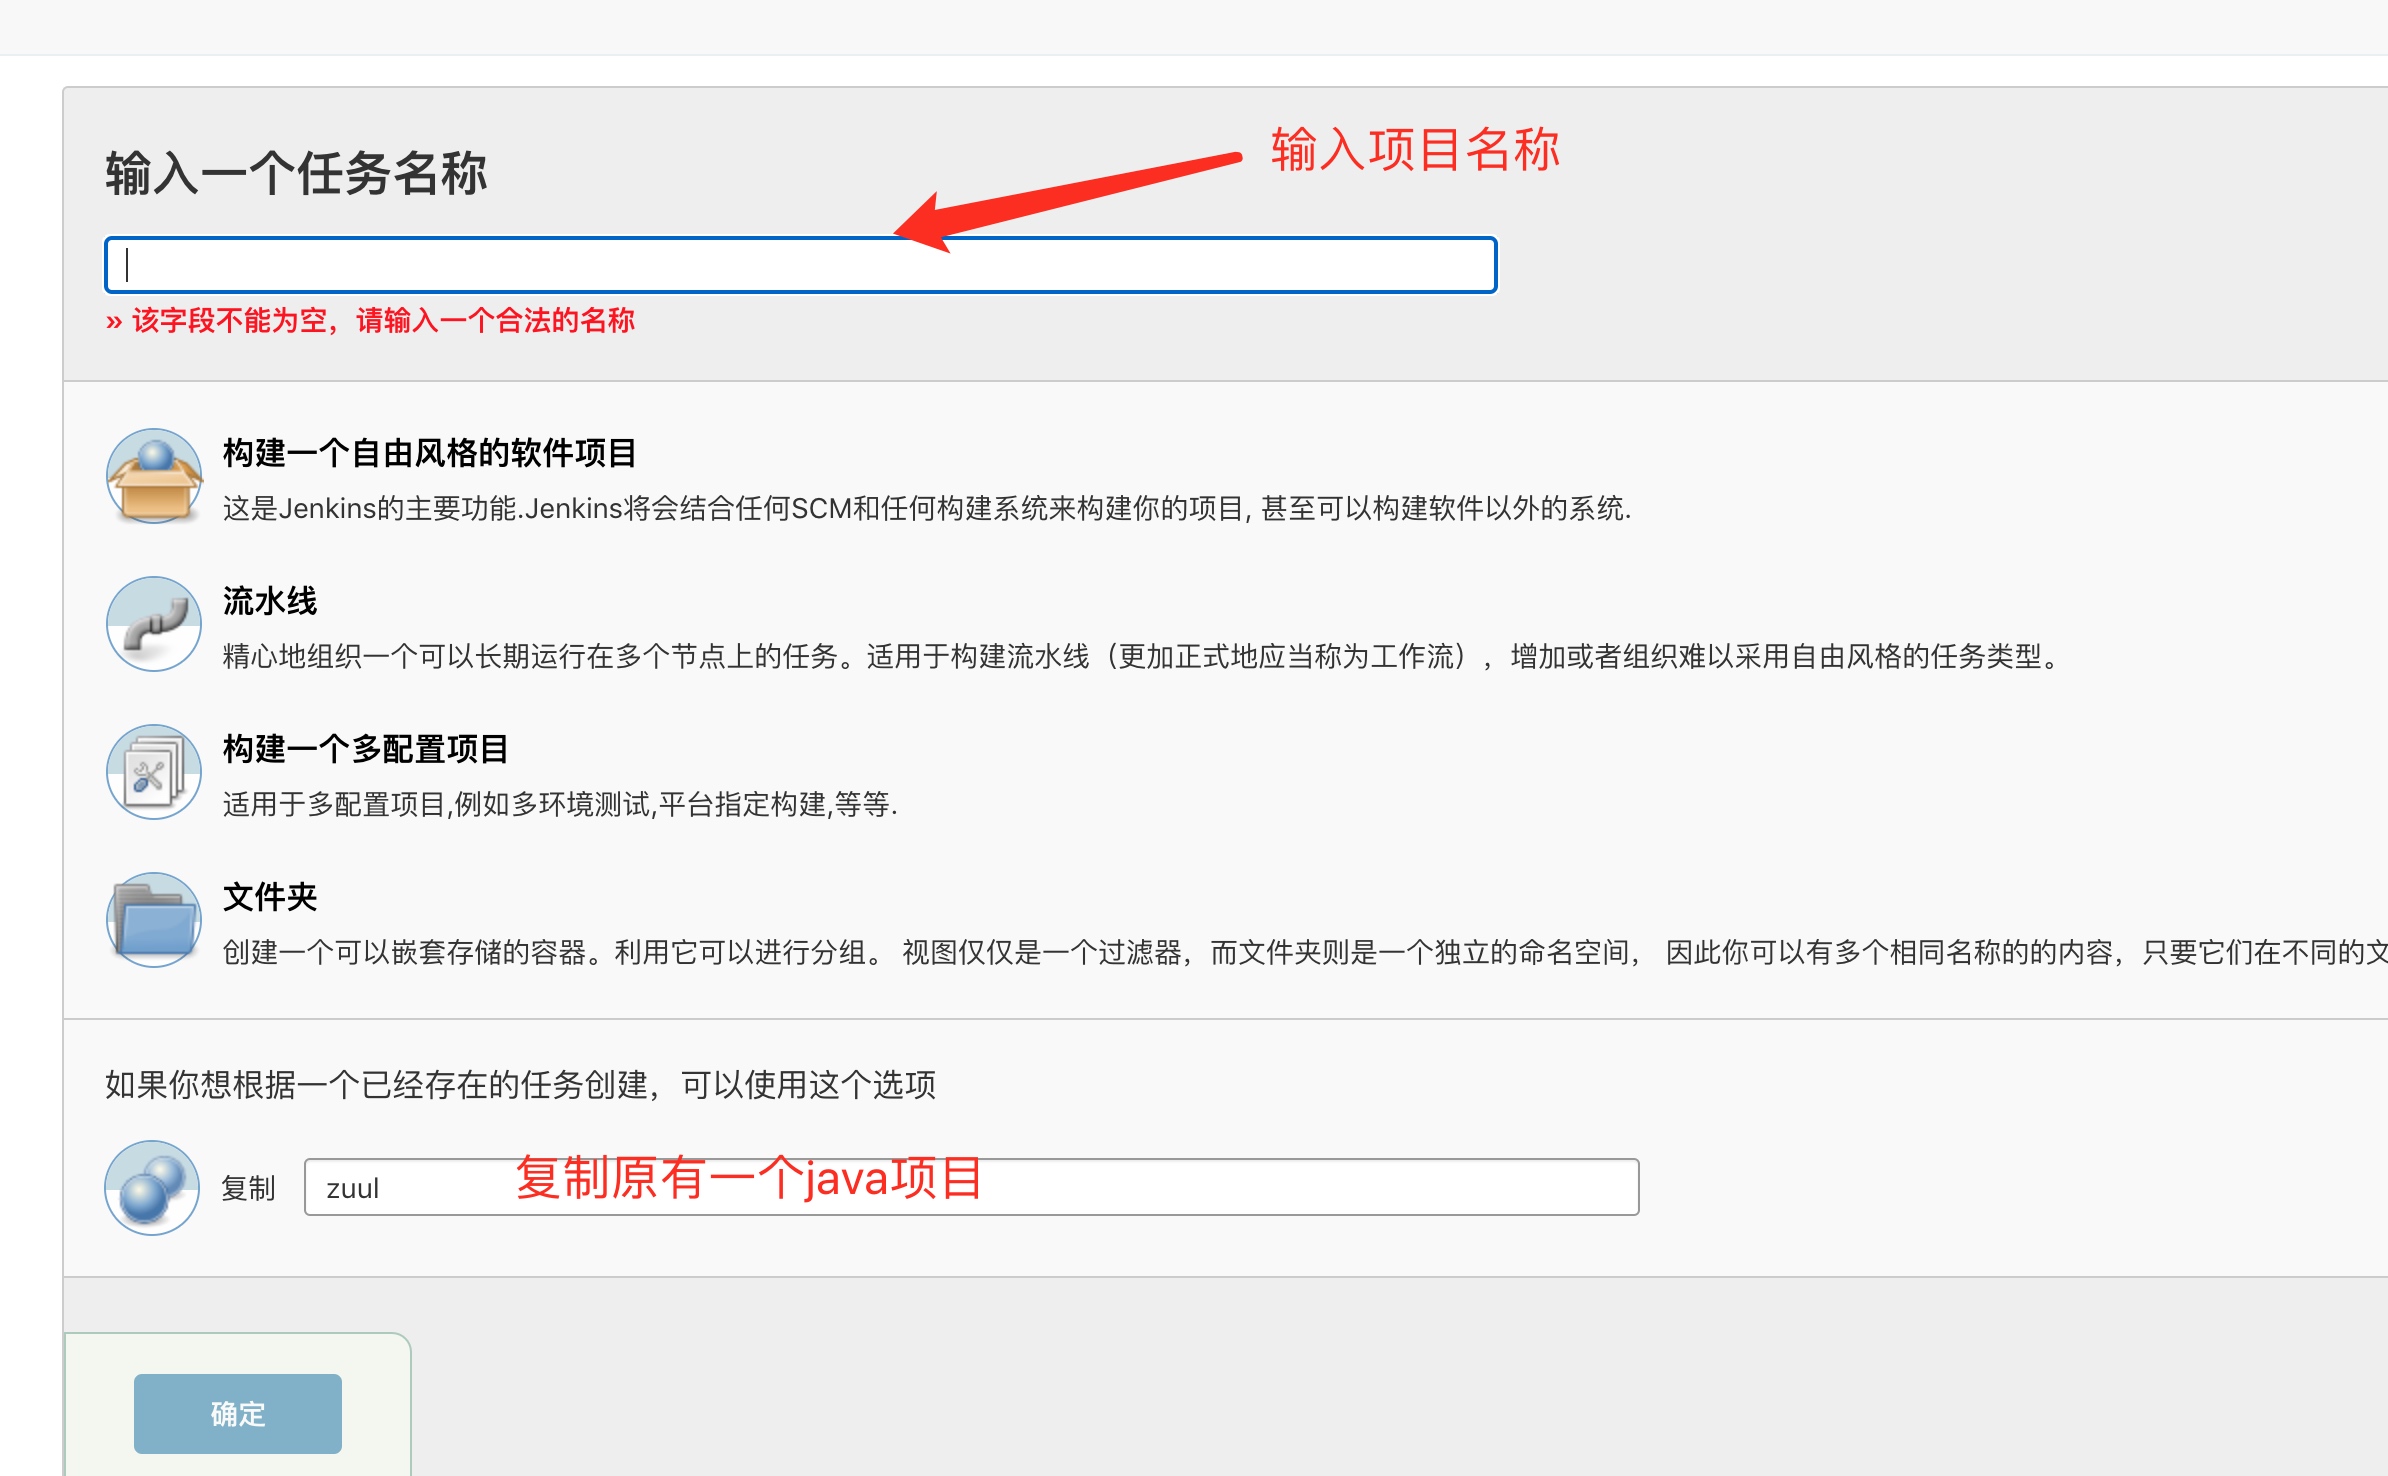 输入项目名称
输入一个任务名称
» 该字段不能为空，请输入一个合法的名称
构建一个自由风格的软件项目
这是Jenkins的主要功能.Jenkins将会结合任何SCM和任何构建系统来构建你的项目, 甚至可以构建软件以外的系统.
流水线
精心地组织一个可以长期运行在多个节点上的任务。适用于构建流水线（更加正式地应当称为工作流），增加或者组织难以采用自由风格的任务类型。
构建一个多配置项目
适用于多配置项目,例如多环境测试,平台指定构建,等等.
文件夹
创建一个可以嵌套存储的容器。利用它可以进行分组。 视图仅仅是一个过滤器，而文件夹则是一个独立的命名空间， 因此你可以有多个相同名称的的内容，只要它们在不同的文
如果你想根据一个已经存在的任务创建，可以使用这个选项
复制 zuul 复制原有一个java项目
确定